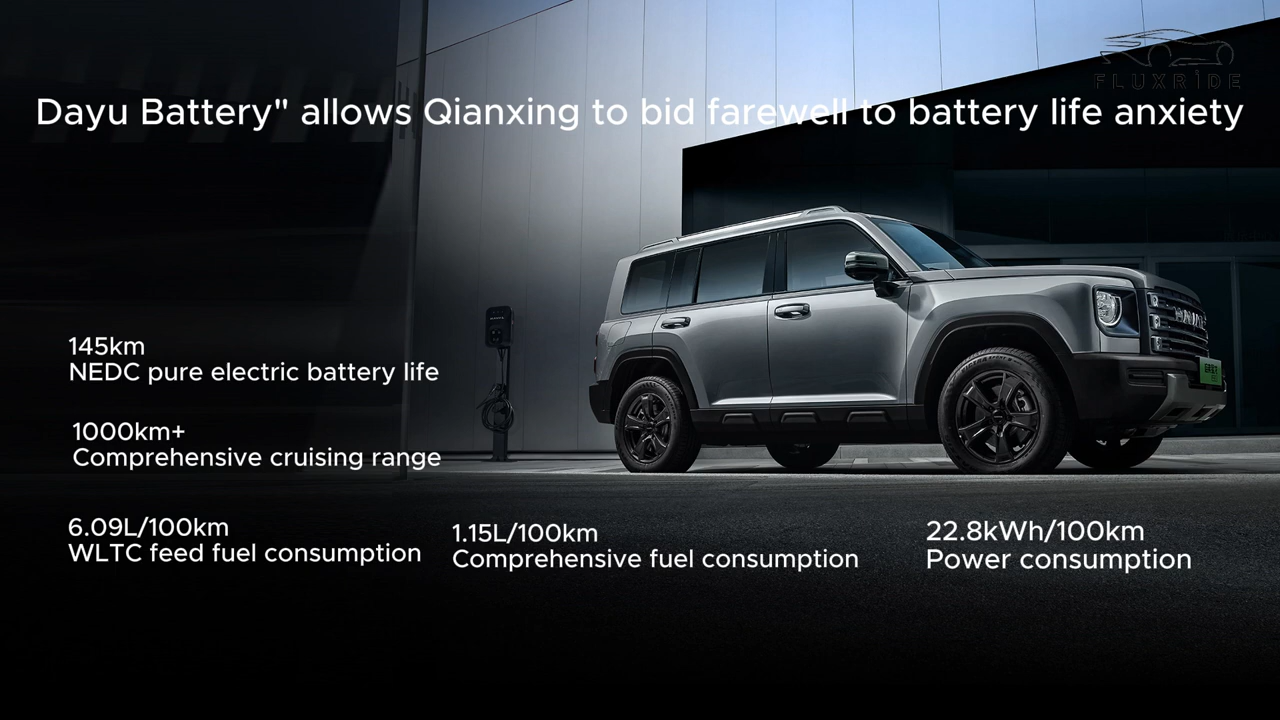 FLUXRIDE
Dayu Battery" allows Qianxing to bid farewell to battery life anxiety
145km
NEDC pure electric battery life
1000km+
Comprehensive cruising range
6.09L/100km
WLTC feed fuel consumption
1.15L/100km
Comprehensive fuel consumption
22.8kWh/100km
Power consumption